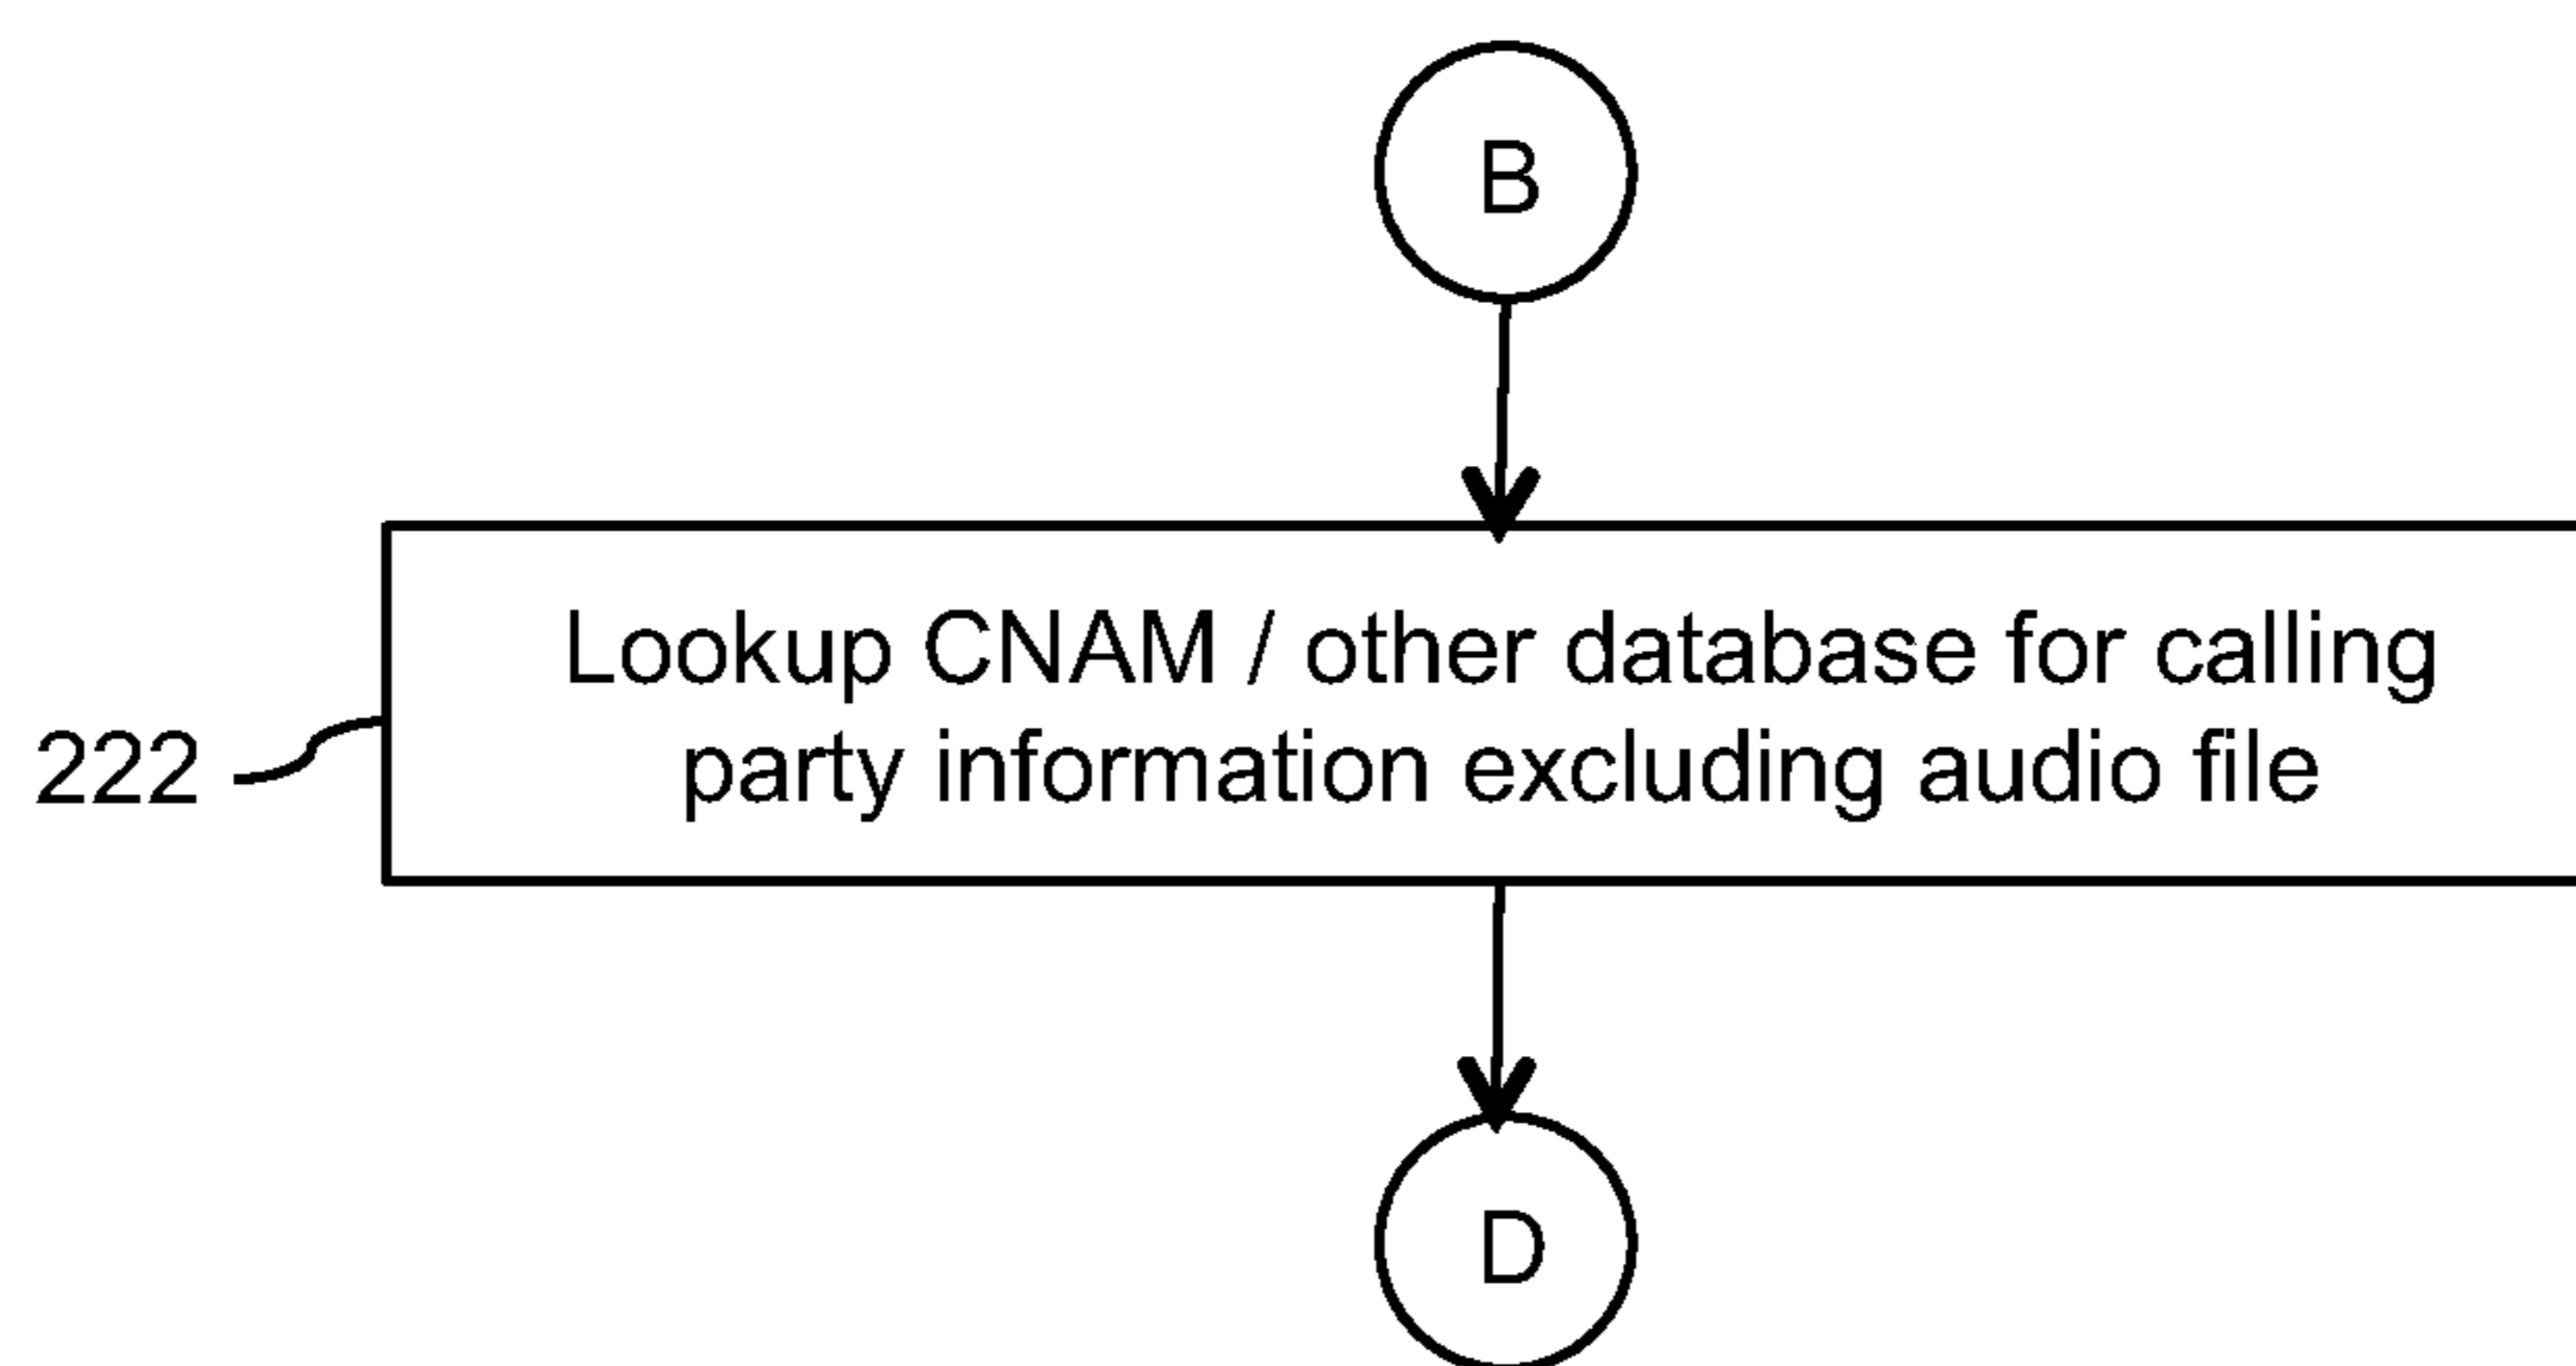 B
Lookup CNAM / other database for calling
party information excluding audio file
222
D